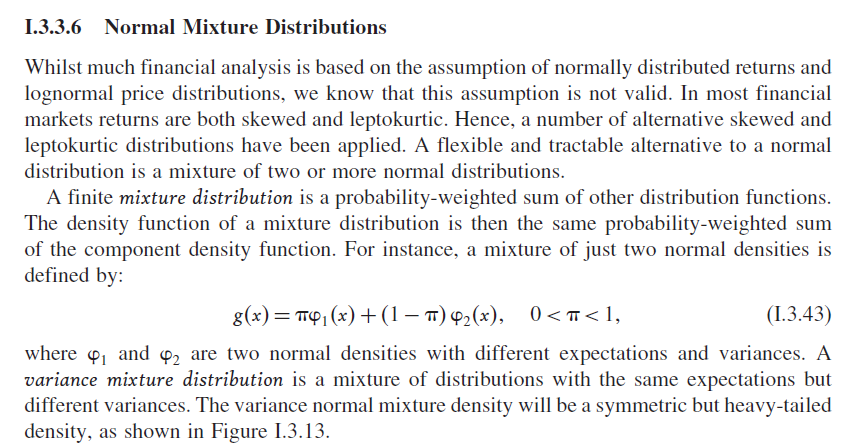 I.3.3.6 Normal Mixture Distributions
Whilst much financial analysis is based on the assumption of normally distributed returns and
lognormal price distributions, we know that this assumption is not valid. In most financial
markets returns are both skewed and leptokurtic. Hence, a number of alternative skewed and
leptokurtic distributions have been applied. A flexible and tractable alternative to a normal
distribution is a mixture of two or more normal distributions.
A finite mixture distribution is a probability-weighted sum of other distribution functions.
The density function of a mixture distribution is then the same probability-weighted sum
of the component density function. For instance, a mixture of just two normal densities is
defined by:
g(x) = πφ₁(x) + (1 − π) φ₂(x), 0 < π < 1, (I.3.43)
where φ₁ and φ₂ are two normal densities with different expectations and variances. A
variance mixture distribution is a mixture of distributions with the same expectations but
different variances. The variance normal mixture density will be a symmetric but heavy-tailed
density, as shown in Figure I.3.13.